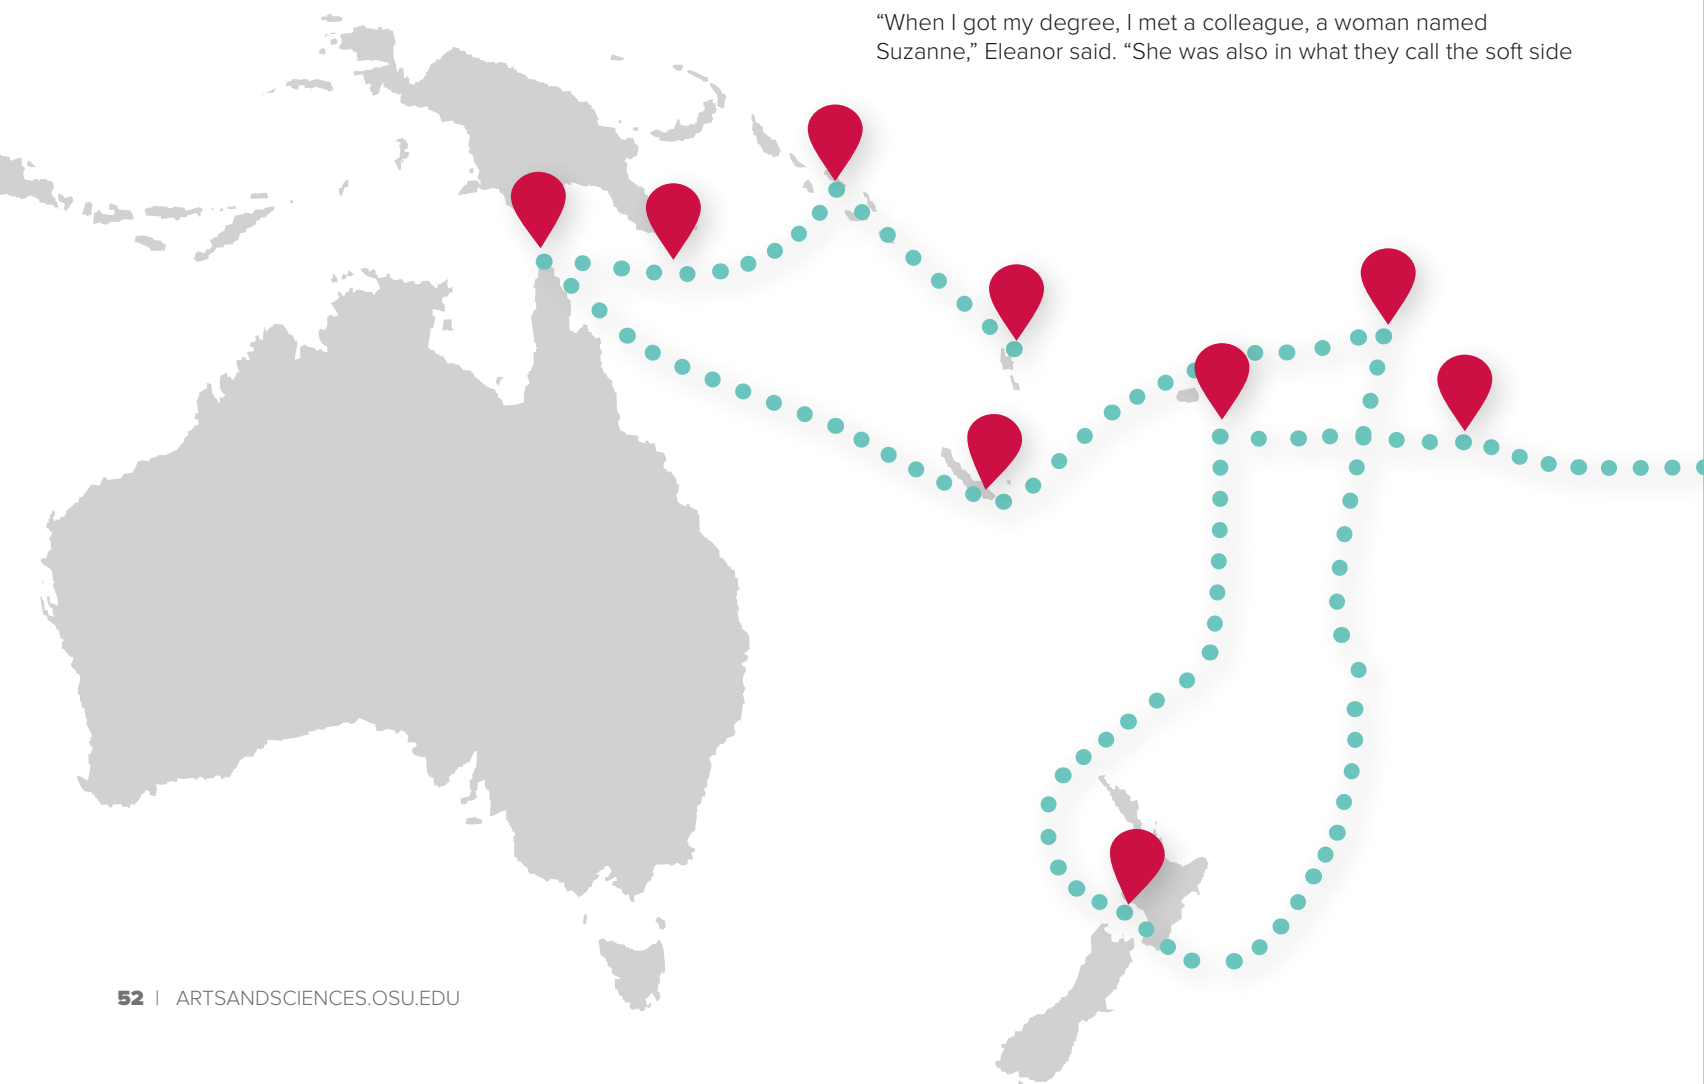 “When I got my degree, I met a colleague, a woman named
Suzanne,” Eleanor said. “She was also in what they call the soft side
52 | ARTSANDSCIENCES.OSU.EDU